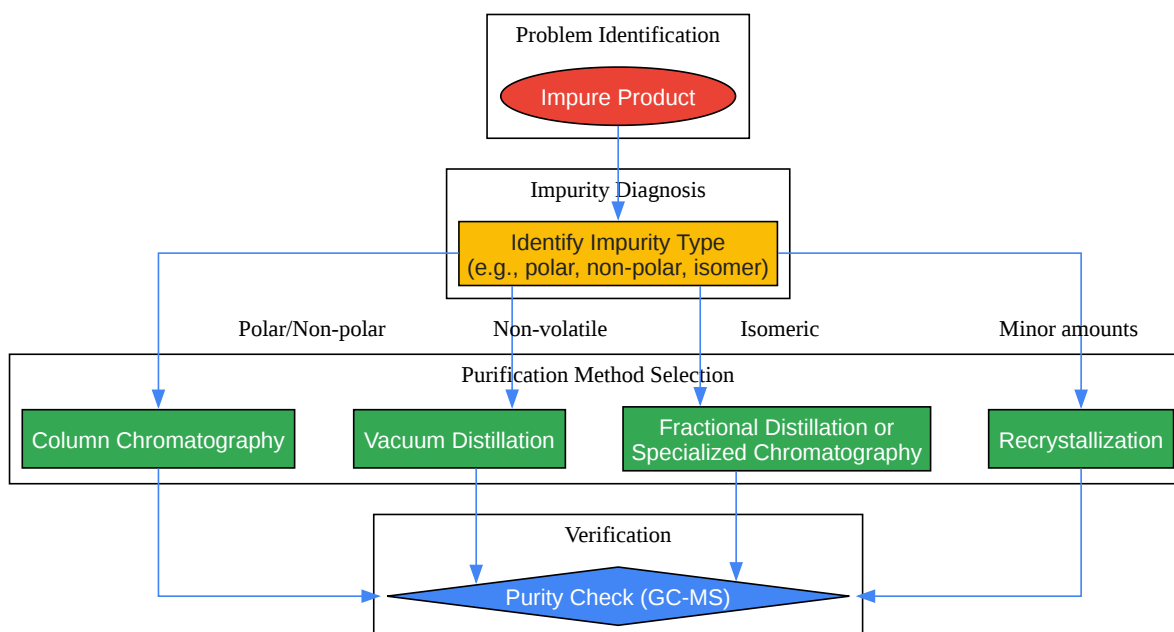 Problem Identification
Impure Product
Impurity Diagnosis
Identify Impurity Type
(e.g., polar, non-polar, isomer)
Polar/Non-polar
Non-volatile
Isomeric
Minor amounts
Purification Method Selection
Column Chromatography
Vacuum Distillation
Fractional Distillation or
Specialized Chromatography
Recrystallization
Verification
Purity Check (GC-MS)